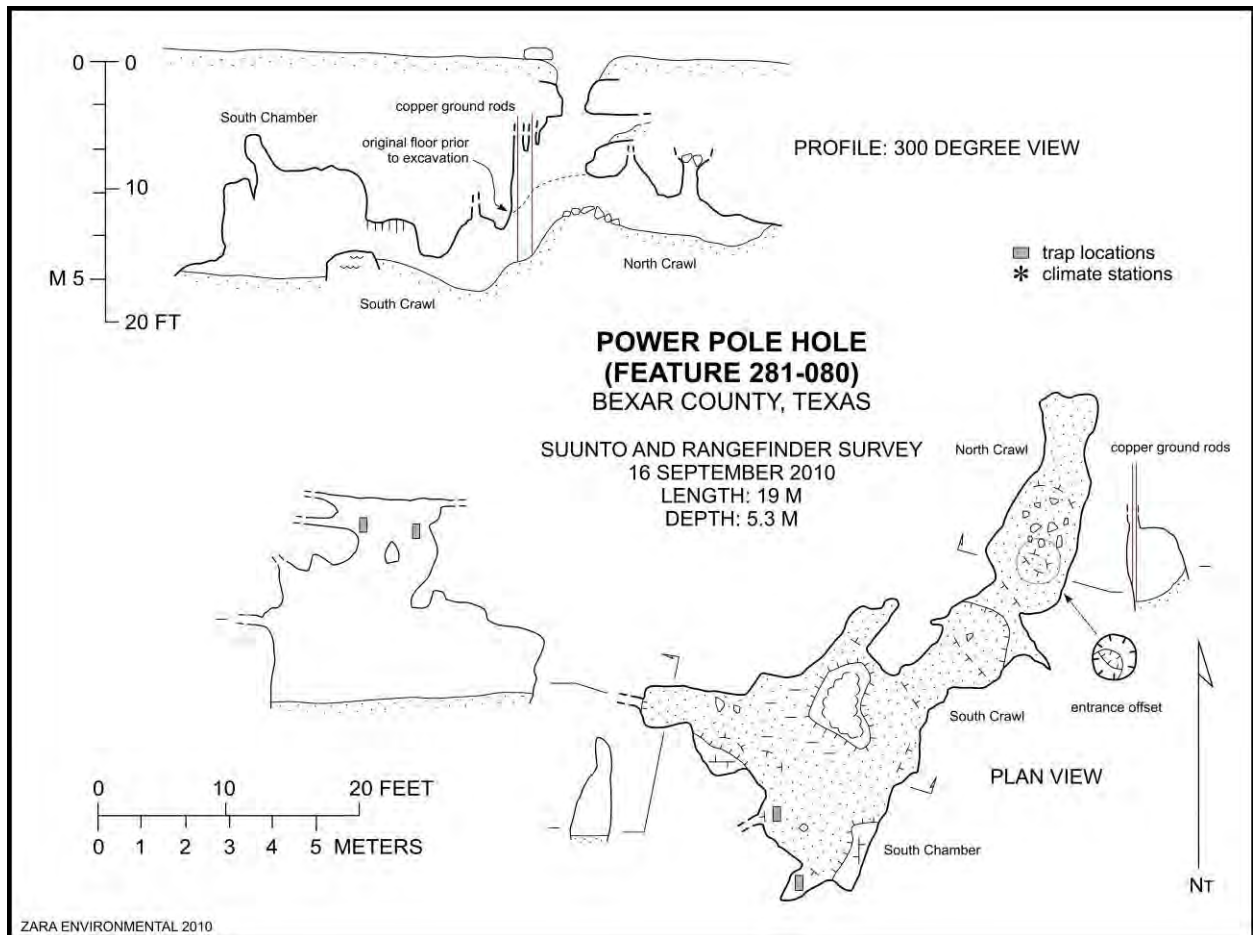 0 0
10
M 5
20 FT
South Chamber
copper ground rods
original floor prior
to excavation
North Crawl
South Crawl
PROFILE: 300 DEGREE VIEW
trap locations
climate stations
POWER POLE HOLE
(FEATURE 281-080)
BEXAR COUNTY, TEXAS
SUUNTO AND RANGEFINDER SURVEY
16 SEPTEMBER 2010
LENGTH: 19 M
DEPTH: 5.3 M
North Crawl
copper ground rods
entrance offset
South Crawl
PLAN VIEW
South Chamber
NT
0 10 20 FEET
0 1 2 3 4 5 METERS
ZARA ENVIRONMENTAL 2010